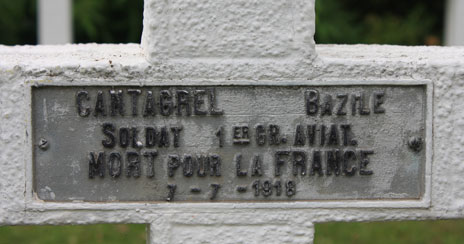 CANTAGREL BAZILE
SOLDAT 1ER GR. AVIAT.
MORT POUR LA FRANCE
7-7-1918